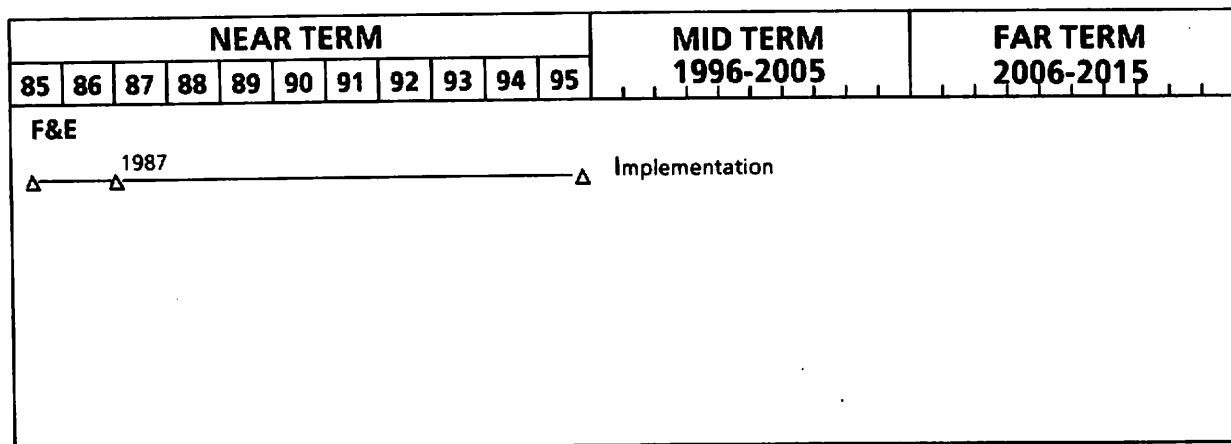 NEAR TERM
MID TERM
1996-2005
FAR TERM
2006-2015
85 86 87 88 89 90 91 92 93 94 95
F&E
1987
Implementation